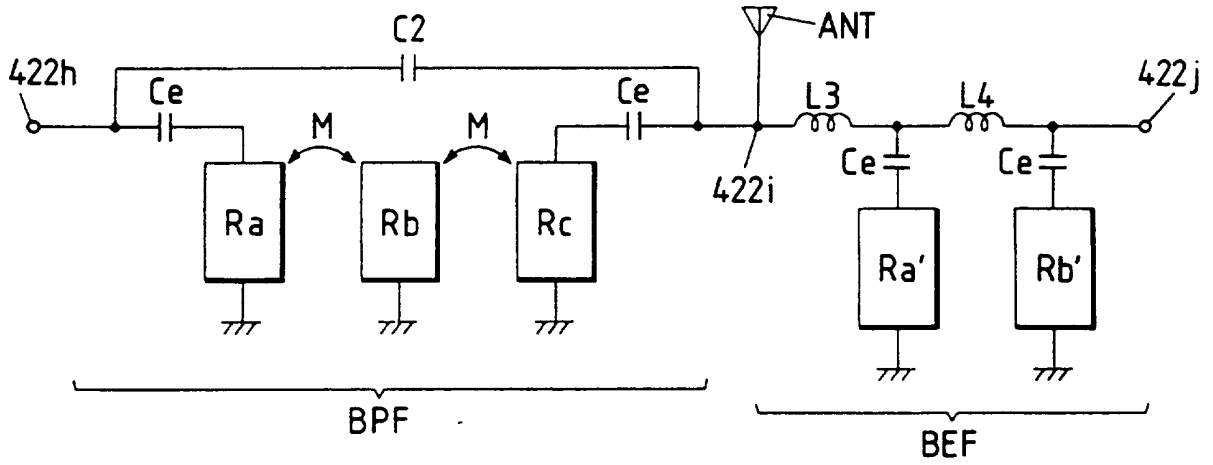 ANT
C2
422h
422j
Ce
Ce
L3
L4
M
M
422i
Ce
Ce
Ra
Rb
Rc
Ra'
Rb'
BPF
BEF